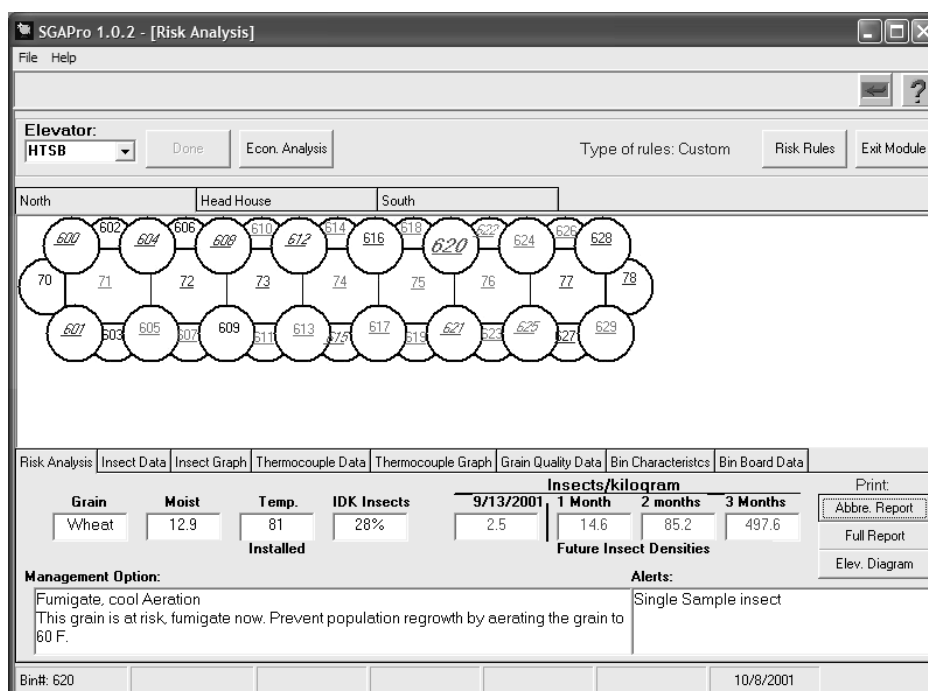 SGAPro 1.0.2 - [Risk Analysis]
File Help
?
Elevator:
HTSB Done Econ. Analysis Type of rules: Custom Risk Rules Exit Module
North Head House South
602 606 610 614 618 622 626
600 604 608 612 616 620 624 628
70 71 72 73 74 75 76 77 78
601 605 609 613 617 621 625 629
603 607 611 615 619 623 627
Risk Analysis Insect Data Insect Graph Thermocouple Data Thermocouple Graph Grain Quality Data Bin Characteristcs Bin Board Data
Insects/kilogram Print:
Grain Moist Temp. IDK Insects 9/13/2001 1 Month 2 months 3 Months Abbre. Report
Wheat 12.9 81 28% 2.5 14.6 85.2 497.6 Full Report
Installed Future Insect Densities Elev. Diagram
Management Option: Alerts:
Fumigate, cool Aeration Single Sample insect
This grain is at risk, fumigate now. Prevent population regrowth by aerating the grain to
60 F.
Bin#: 620 10/8/2001